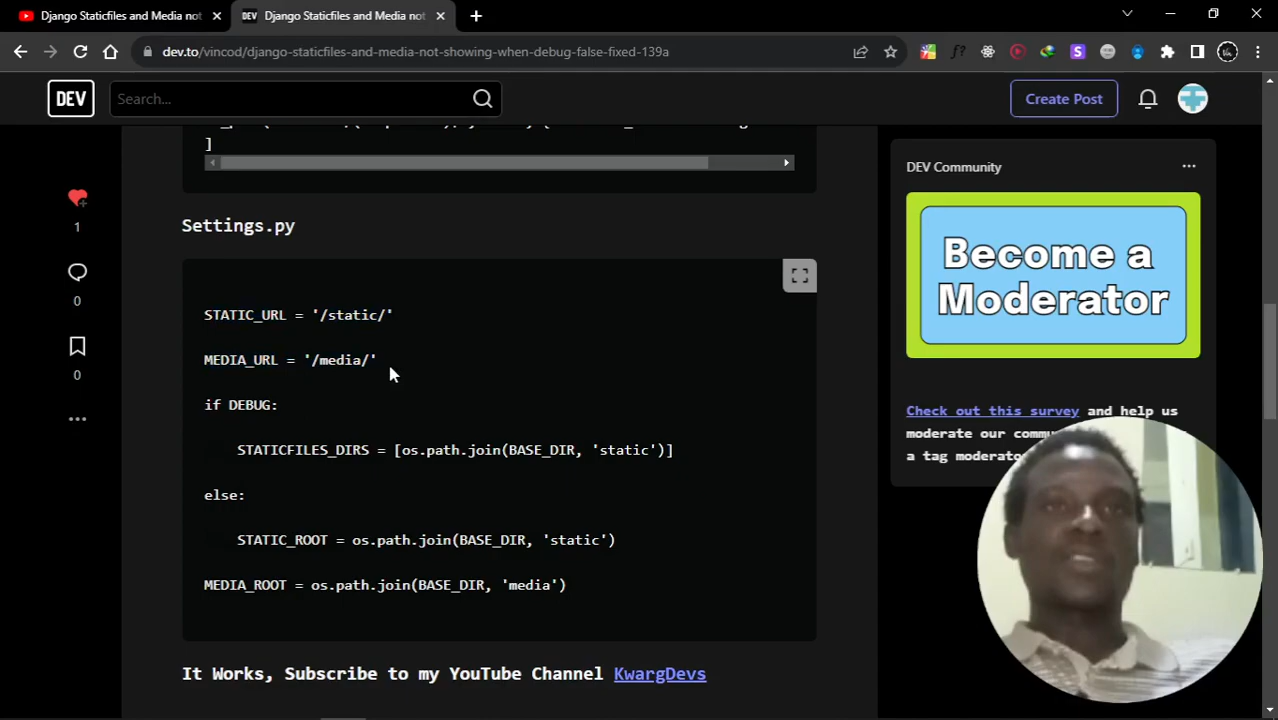 Django Staticfiles and Media not
DEV
Django Staticfiles and Media not
dev.to/vincod/django-staticfiles-and-media-not-showing-when-debug-false-fixed-139a
DEV
Search...
Create Post
]
1
0
0
Settings.py
STATIC_URL = '/static/'
MEDIA_URL = '/media/'
if DEBUG:
STATICFILES_DIRS = [os.path.join(BASE_DIR, 'static')]
else:
STATIC_ROOT = os.path.join(BASE_DIR, 'static')
MEDIA_ROOT = os.path.join(BASE_DIR, 'media')
It Works, Subscribe to my YouTube Channel KwargDevs
DEV Community
Become a
Moderator
Check out this survey and help us
moderate our
a tag